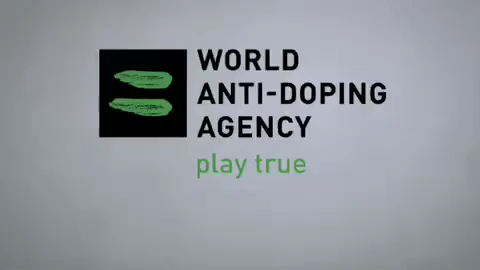 WORLD
ANTI-DOPING
AGENCY
play true